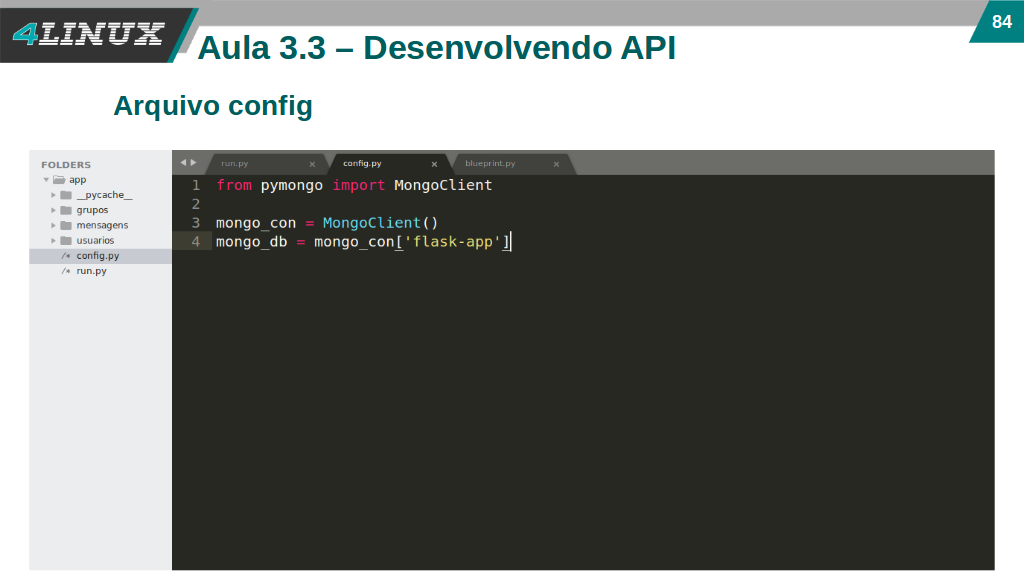 4LINUX
84
Aula 3.3 – Desenvolvendo API
Arquivo config
FOLDERS
app
__pycache__
grupos
mensagens
usuarios
/* config.py
/* run.py
run.py × config.py × blueprint.py ×
1 from pymongo import MongoClient
2
3 mongo_con = MongoClient()
4 mongo_db = mongo_con['flask-app']